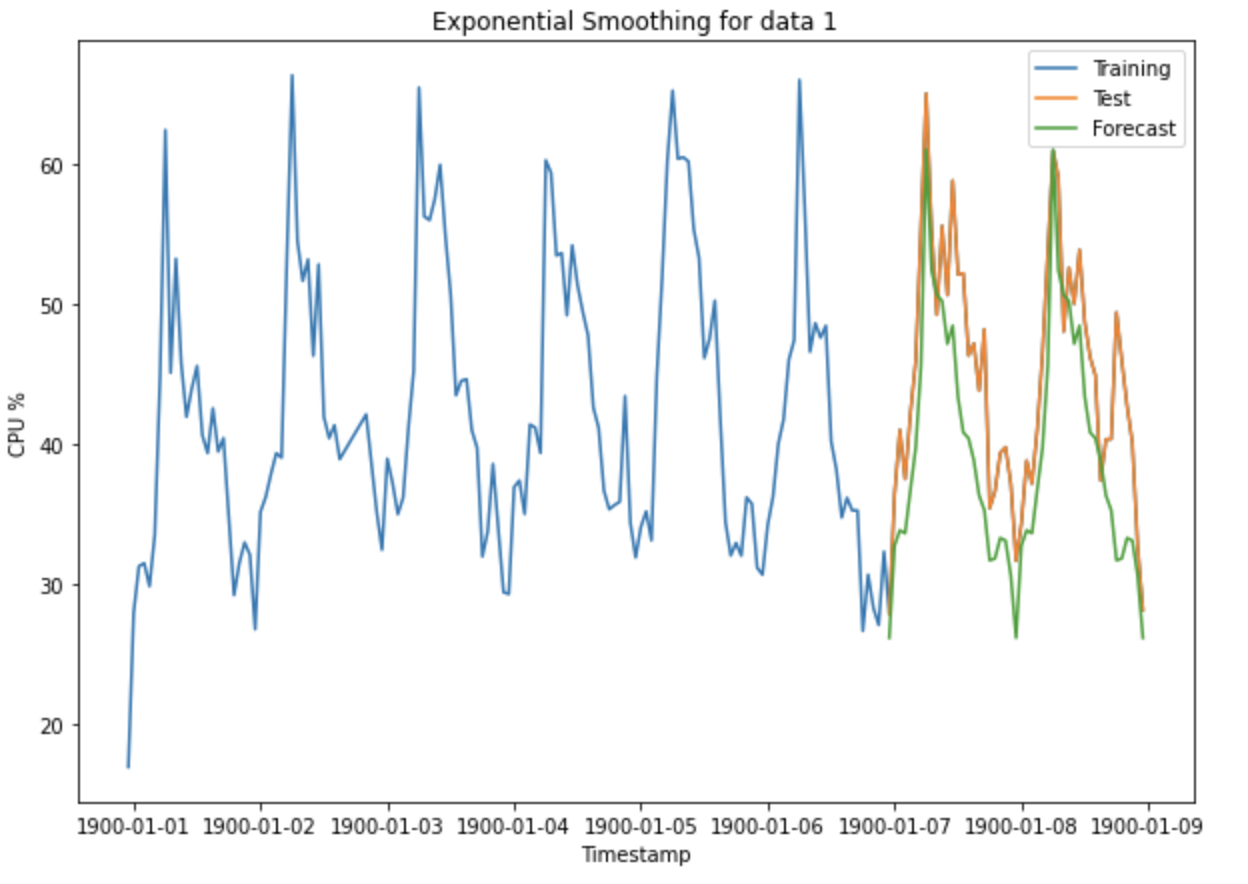 Exponential Smoothing for data 1
Training
Test
Forecast
60
50
40
30
20
CPU %
1900-01-01 1900-01-02 1900-01-03 1900-01-04 1900-01-05 1900-01-06 1900-01-07 1900-01-08 1900-01-09
Timestamp